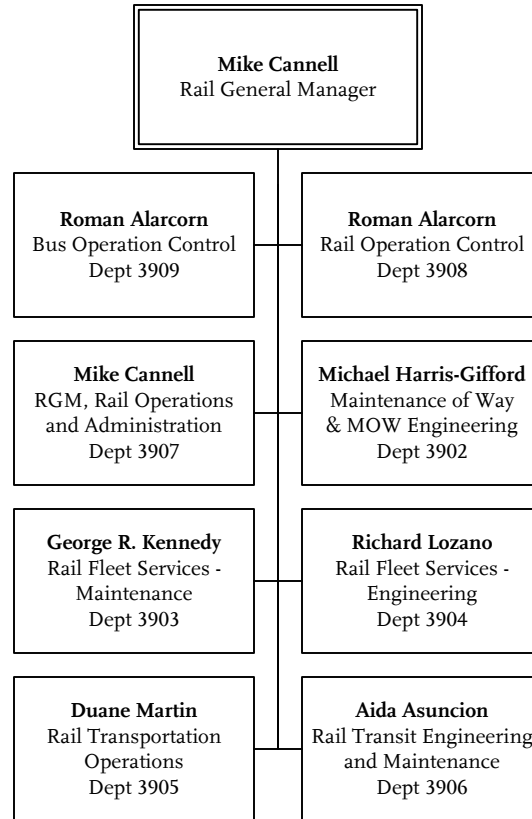 Mike Cannell
Rail General Manager
Roman Alarcorn
Bus Operation Control
Dept 3909
Roman Alarcorn
Rail Operation Control
Dept 3908
Mike Cannell
RGM, Rail Operations
and Administration
Dept 3907
Michael Harris-Gifford
Maintenance of Way
& MOW Engineering
Dept 3902
George R. Kennedy
Rail Fleet Services -
Maintenance
Dept 3903
Richard Lozano
Rail Fleet Services -
Engineering
Dept 3904
Duane Martin
Rail Transportation
Operations
Dept 3905
Aida Asuncion
Rail Transit Engineering
and Maintenance
Dept 3906